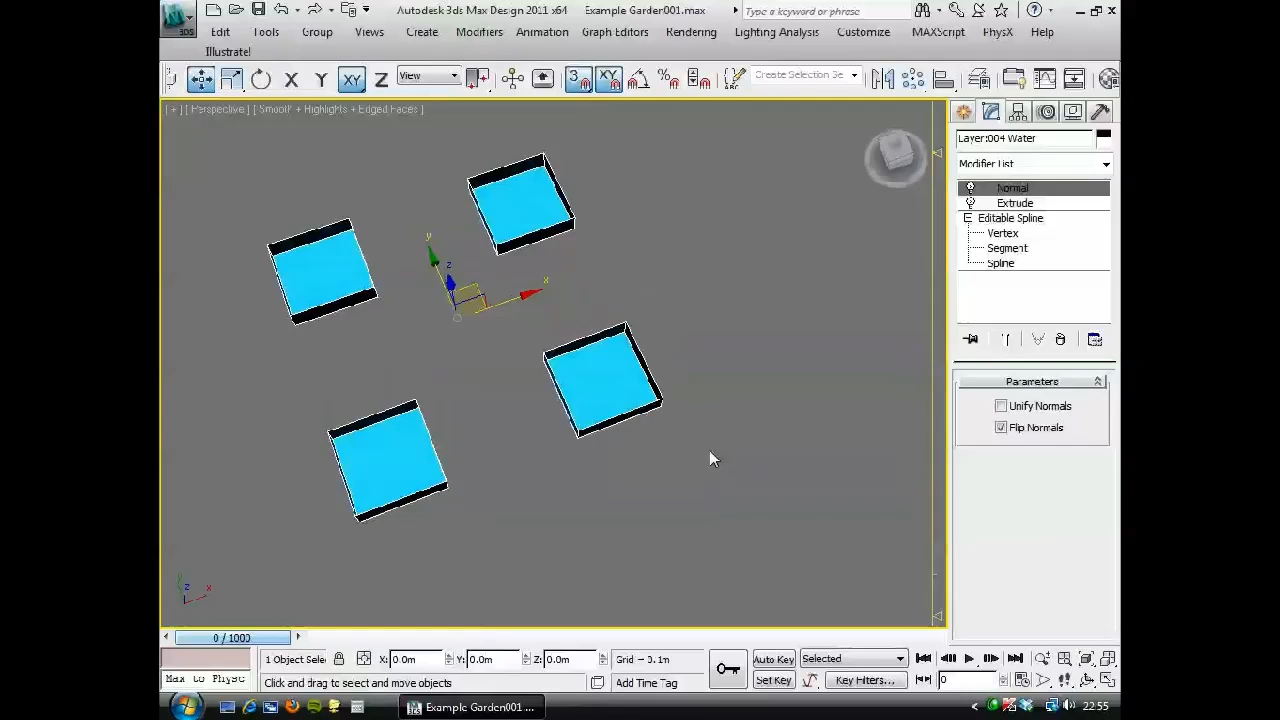 Autodesk 3ds Max Design 2011 x64 Example Garden001.max Type a keyword or phrase
Edit Tools Group Views Create Modifiers Animation Graph Editors Rendering Lighting Analysis Customize MAXScript PhysX Help
Illustrate!
X Y XY Z View 3 XY % ABC Create Selection Se
[ + ] [ Perspective ] [ Smooth + Highlights + Edged Faces ]
Layer:004 Water
Modifier List
Normal
Extrude
Editable Spline
Vertex
Segment
Spline
y
z
x
Parameters
Unify Normals
Flip Normals
z x
0 / 1000
1 Object Selec X: 0.0m Y: 0.0m Z: 0.0m Grid = 0.1m Auto Key Selected
Max to Physc Click and drag to select and move objects Add Time Tag Set Key Key Filters... 0
Example Garden001 ... 22:55